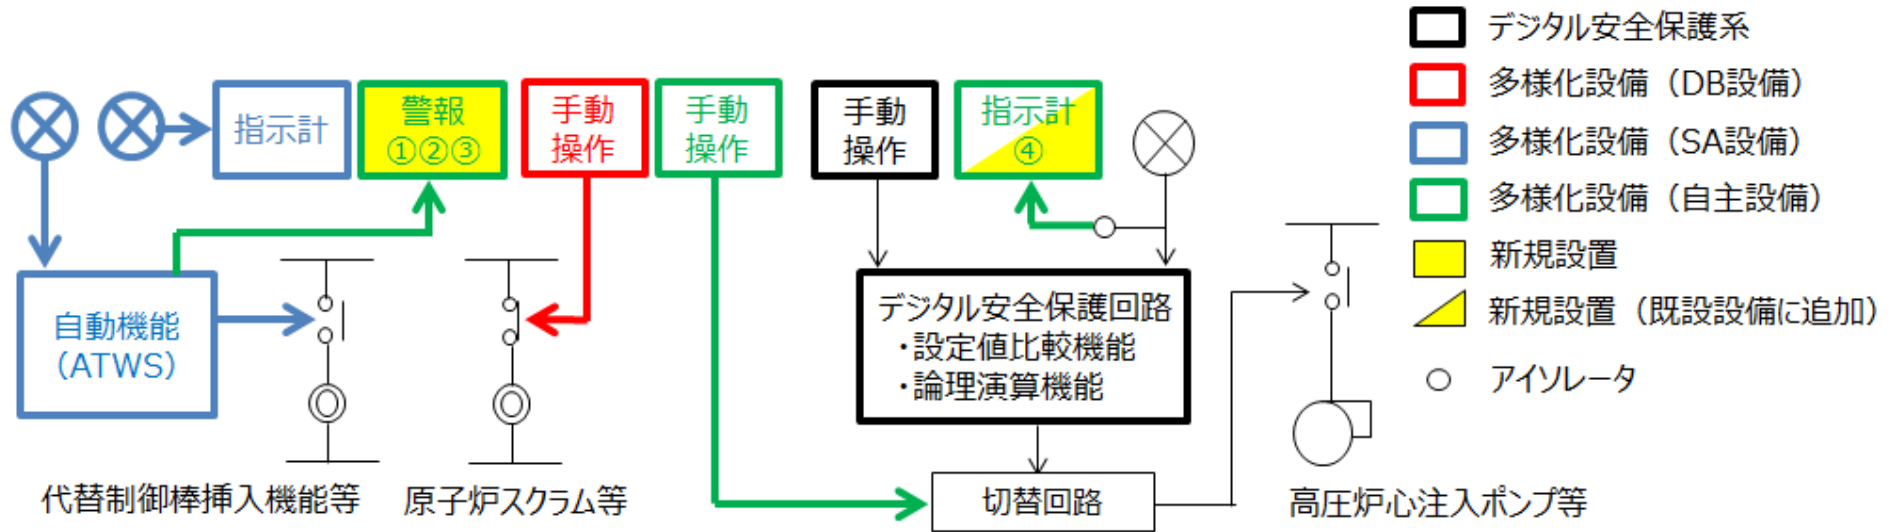 指示計
警報
①②③
手動
操作
手動
操作
手動
操作
指示計
④
自動機能
（ATWS）
デジタル安全保護回路
・設定値比較機能
・論理演算機能
切替回路
代替制御棒挿入機能等
原子炉スクラム等
高圧炉心注入ポンプ等
デジタル安全保護系
多様化設備（DB設備）
多様化設備（SA設備）
多様化設備（自主設備）
新規設置
新規設置（既設設備に追加）
アイソレータ